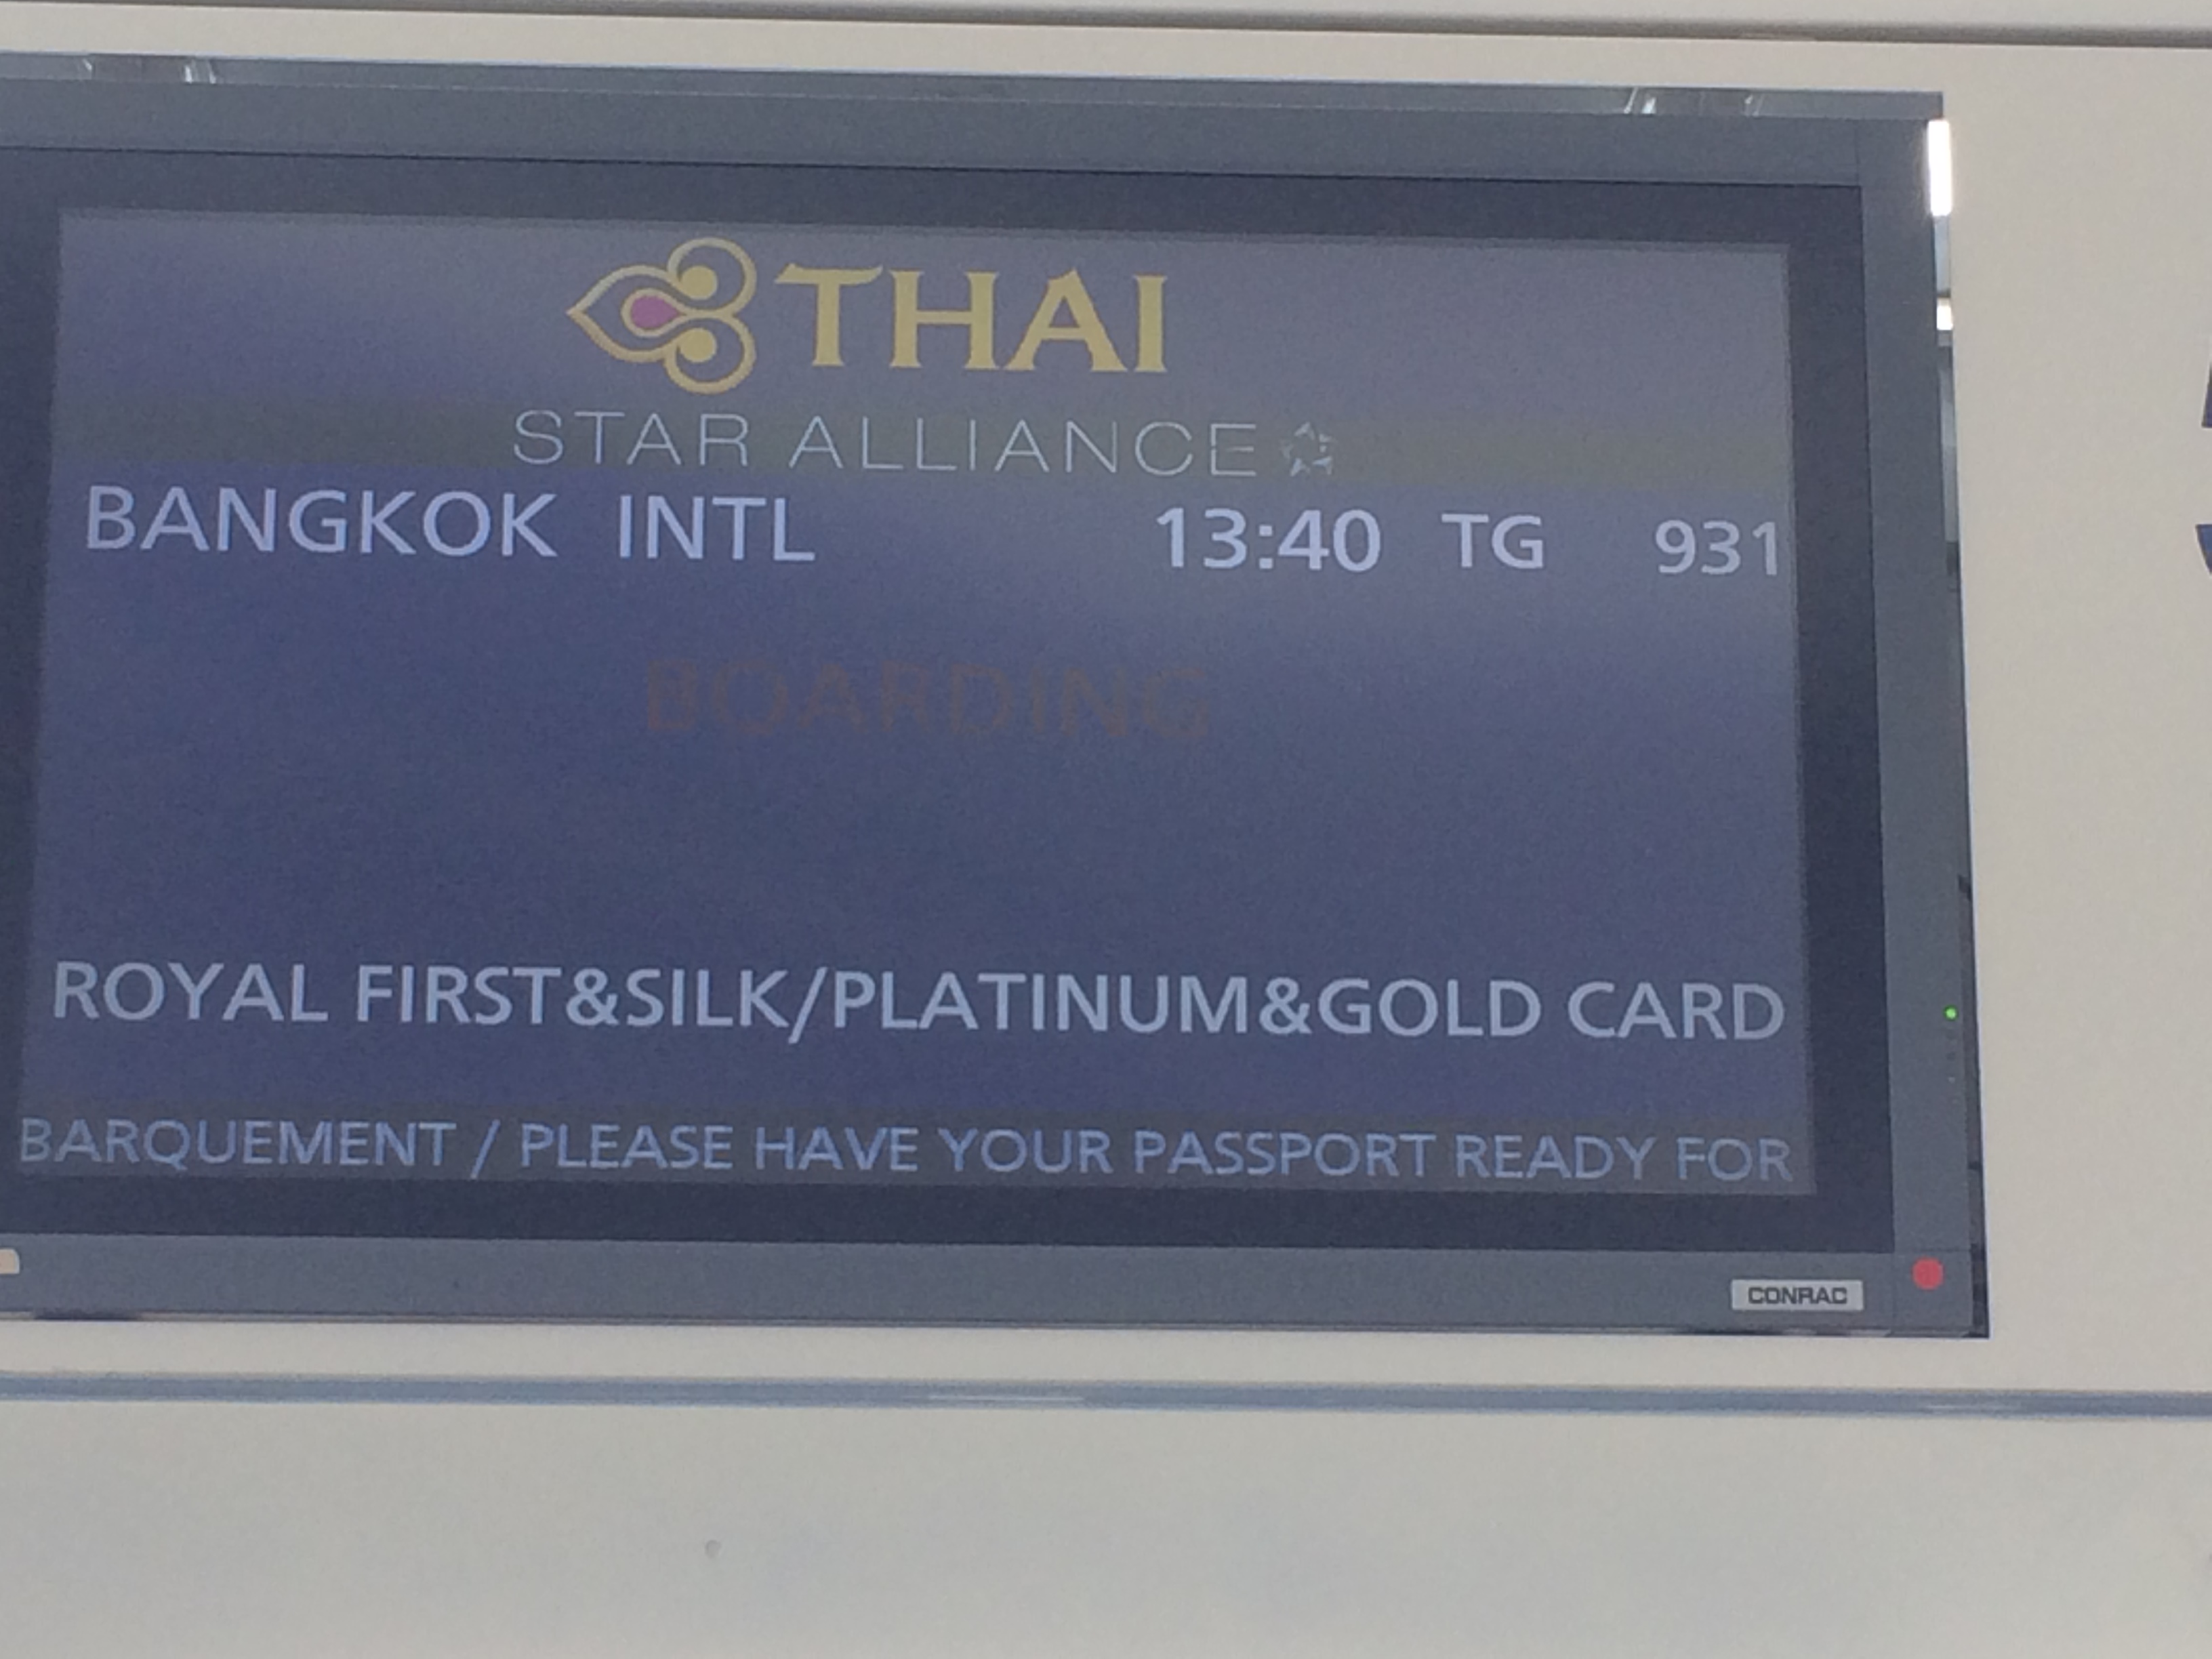 THAI
STAR ALLIANCE
BANGKOK INTL 13:40 TG 931
BOARDING
ROYAL FIRST&SILK/PLATINUM&GOLD CARD
BARQUEMENT / PLEASE HAVE YOUR PASSPORT READY FOR
CONRAC